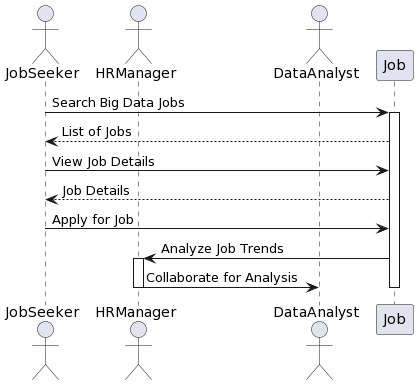 JobSeeker HRManager DataAnalyst Job
Search Big Data Jobs
List of Jobs
View Job Details
Job Details
Apply for Job
Analyze Job Trends
Collaborate for Analysis
JobSeeker HRManager DataAnalyst Job